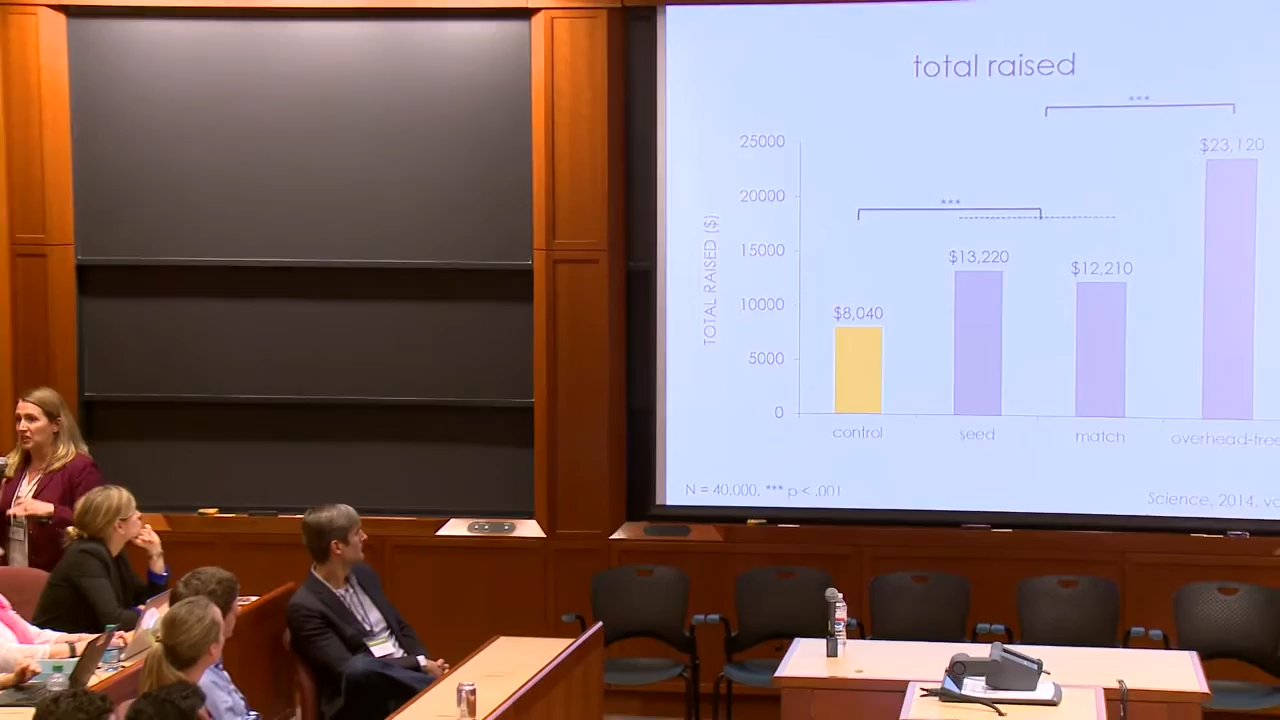 total raised
***
$23,120
25000
20000
***
15000
$13,220
$12,210
TOTAL RAISED ($)
10000
$8,040
5000
0
control
seed
match
overhead-free
N = 40,000, *** p < .001
Science, 2014,